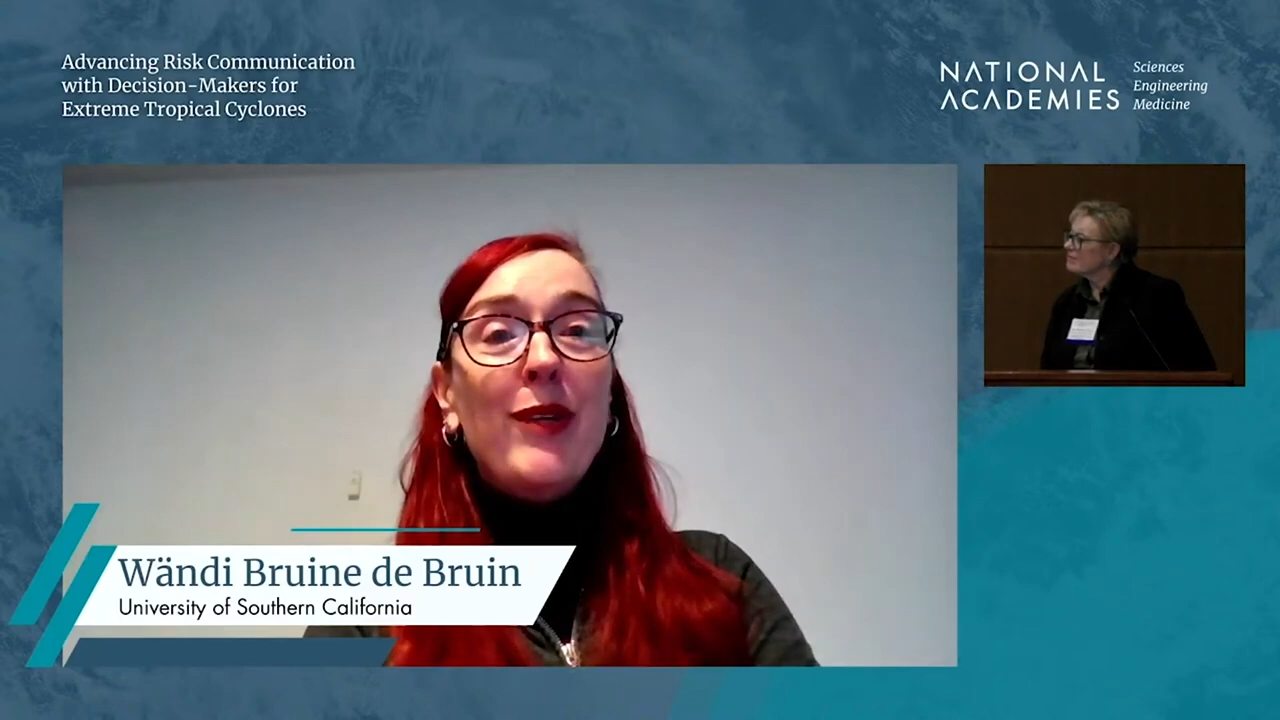 Advancing Risk Communication
with Decision-Makers for
Extreme Tropical Cyclones
NATIONAL
ACADEMIES
Sciences
Engineering
Medicine
Wändi Bruine de Bruin
University of Southern California